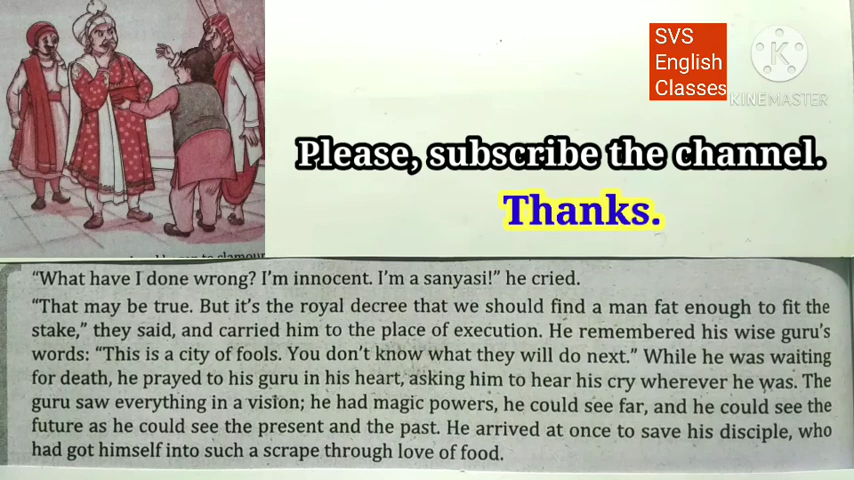 SVS
English
Classes
KINEMASTER
Please, subscribe the channel.
Thanks.
to clamour
“What have I done wrong? I’m innocent. I’m a sanyasi!” he cried.
“That may be true. But it’s the royal decree that we should find a man fat enough to fit the
stake,” they said, and carried him to the place of execution. He remembered his wise guru’s
words: “This is a city of fools. You don’t know what they will do next.” While he was waiting
for death, he prayed to his guru in his heart, asking him to hear his cry wherever he was. The
guru saw everything in a vision; he had magic powers, he could see far, and he could see the
future as he could see the present and the past. He arrived at once to save his disciple, who
had got himself into such a scrape through love of food.